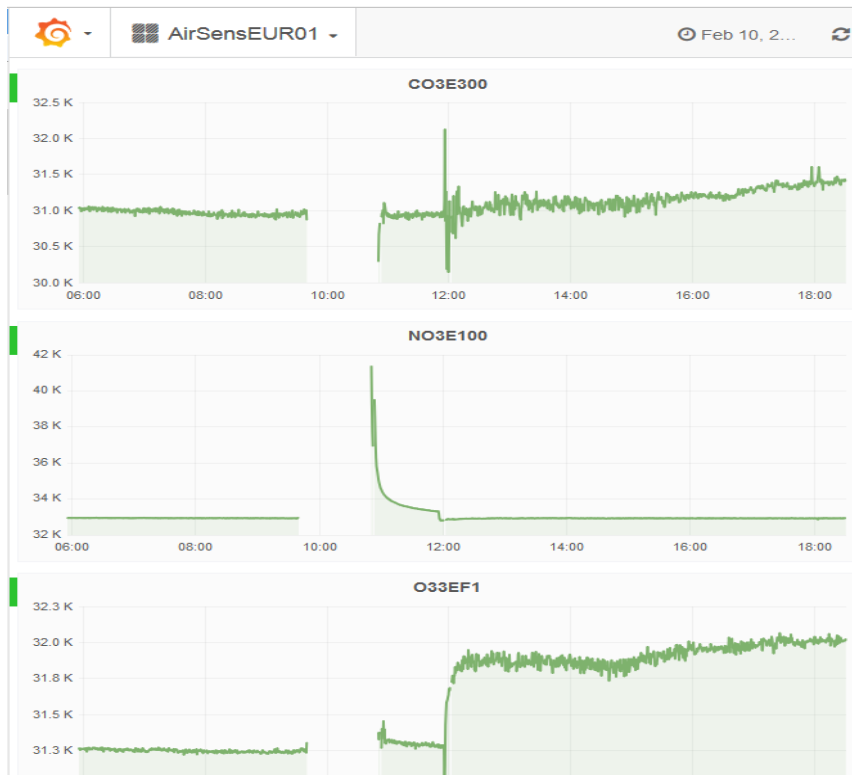 AirSensEUR01
Feb 10, 2...
CO3E300
32.5 K
32.0 K
31.5 K
31.0 K
30.5 K
30.0 K
06:00 08:00 10:00 12:00 14:00 16:00 18:00
NO3E100
42 K
40 K
38 K
36 K
34 K
32 K
06:00 08:00 10:00 12:00 14:00 16:00 18:00
O33EF1
32.3 K
32.0 K
31.8 K
31.5 K
31.3 K